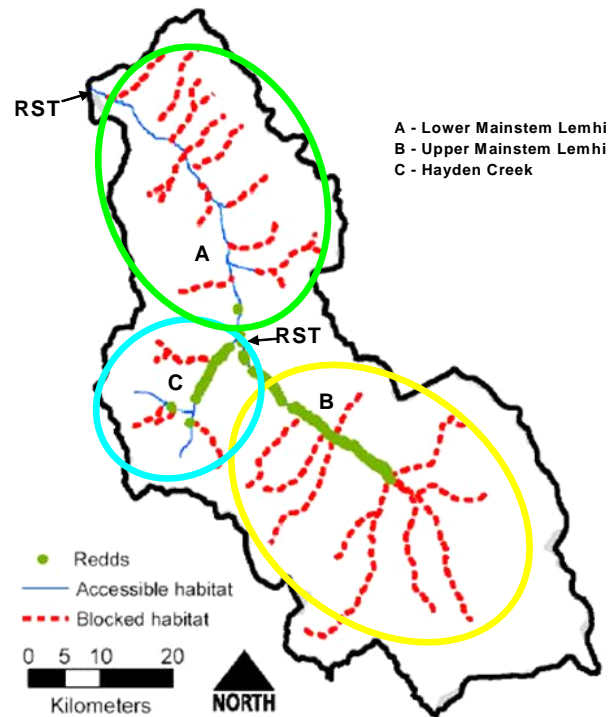 RST
A - Lower Mainstem Lemhi
B - Upper Mainstem Lemhi
C - Hayden Creek
A
RST
C
B
Redds
Accessible habitat
Blocked habitat
0 5 10 20
Kilometers
NORTH